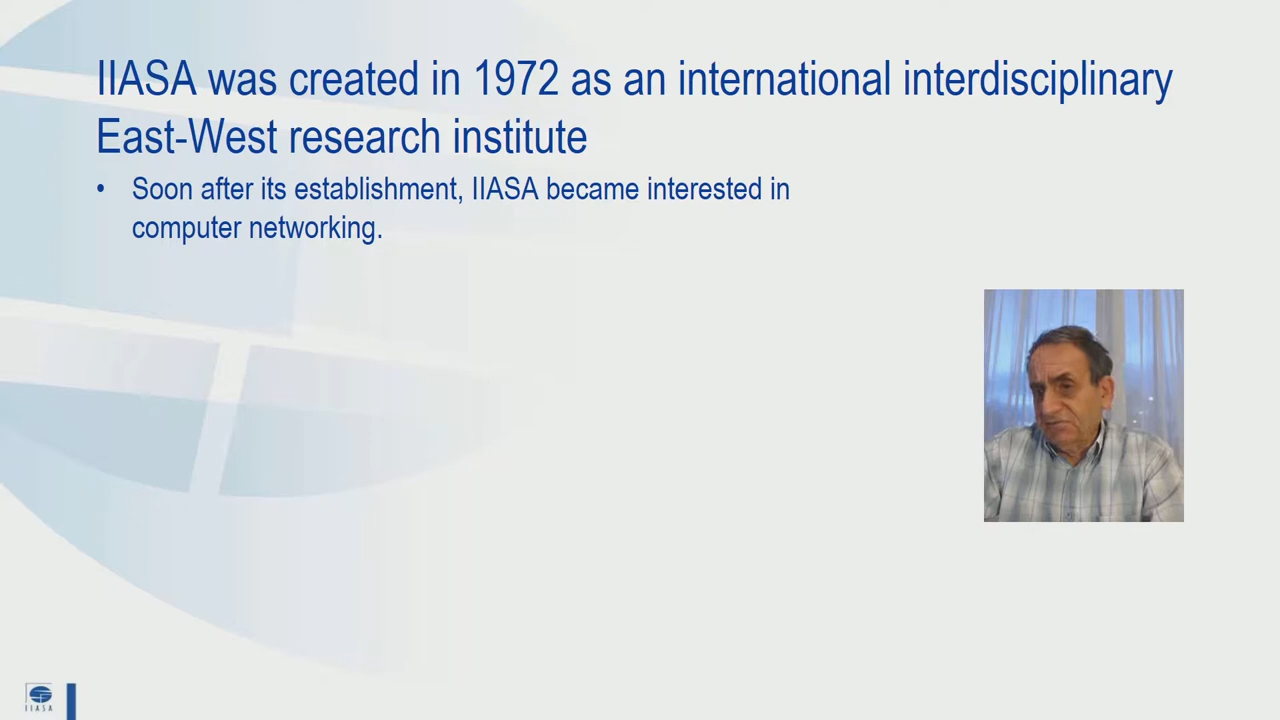 IIASA was created in 1972 as an international interdisciplinary
East-West research institute
• Soon after its establishment, IIASA became interested in
computer networking.
IIASA